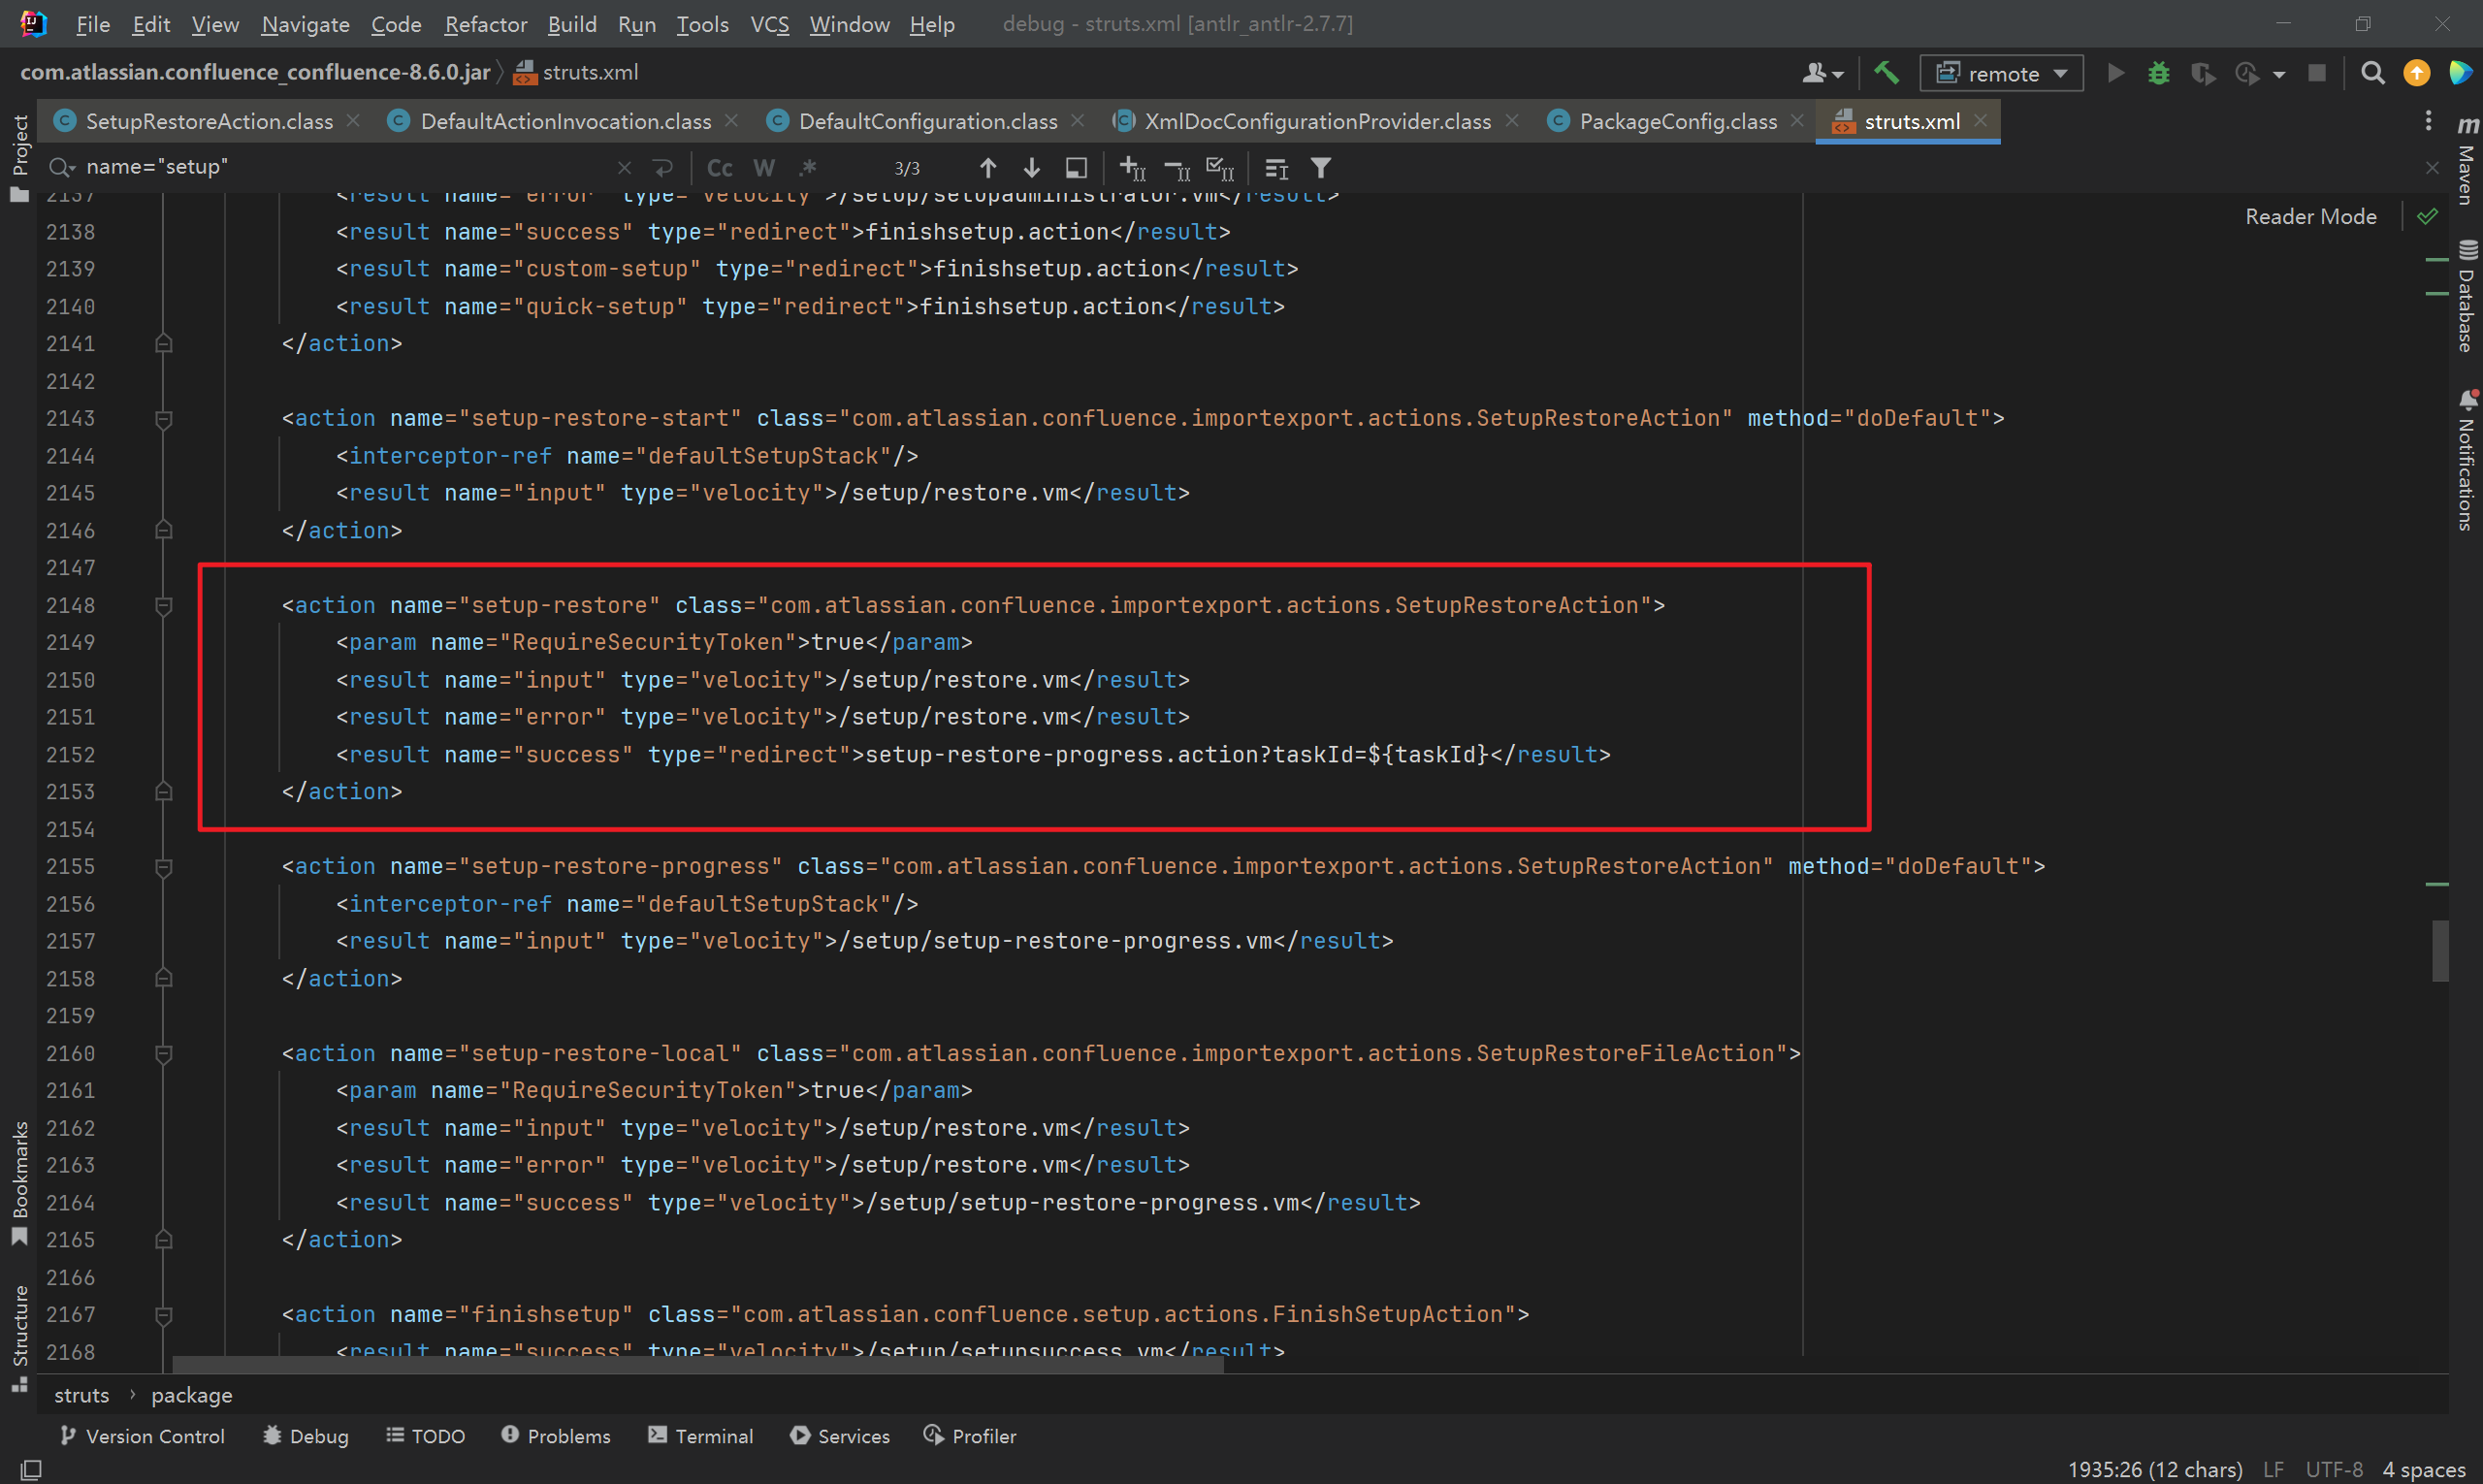 File Edit View Navigate Code Refactor Build Run Tools VCS Window Help debug - struts.xml [antlr_antlr-2.7.7]
com.atlassian.confluence_confluence-8.6.0.jar struts.xml remote
SetupRestoreAction.class DefaultActionInvocation.class DefaultConfiguration.class XmlDocConfigurationProvider.class PackageConfig.class struts.xml
name="setup" Cc W .* 3/3
Reader Mode
2137 <result name="error" type="velocity">/setup/setupadministrator.vm</result>
2138 <result name="success" type="redirect">finishsetup.action</result>
2139 <result name="custom-setup" type="redirect">finishsetup.action</result>
2140 <result name="quick-setup" type="redirect">finishsetup.action</result>
2141 </action>
2142
2143 <action name="setup-restore-start" class="com.atlassian.confluence.importexport.actions.SetupRestoreAction" method="doDefault">
2144 <interceptor-ref name="defaultSetupStack"/>
2145 <result name="input" type="velocity">/setup/restore.vm</result>
2146 </action>
2147
2148 <action name="setup-restore" class="com.atlassian.confluence.importexport.actions.SetupRestoreAction">
2149 <param name="RequireSecurityToken">true</param>
2150 <result name="input" type="velocity">/setup/restore.vm</result>
2151 <result name="error" type="velocity">/setup/restore.vm</result>
2152 <result name="success" type="redirect">setup-restore-progress.action?taskId=${taskId}</result>
2153 </action>
2154
2155 <action name="setup-restore-progress" class="com.atlassian.confluence.importexport.actions.SetupRestoreAction" method="doDefault">
2156 <interceptor-ref name="defaultSetupStack"/>
2157 <result name="input" type="velocity">/setup/setup-restore-progress.vm</result>
2158 </action>
2159
2160 <action name="setup-restore-local" class="com.atlassian.confluence.importexport.actions.SetupRestoreFileAction">
2161 <param name="RequireSecurityToken">true</param>
2162 <result name="input" type="velocity">/setup/restore.vm</result>
2163 <result name="error" type="velocity">/setup/restore.vm</result>
2164 <result name="success" type="velocity">/setup/setup-restore-progress.vm</result>
2165 </action>
2166
2167 <action name="finishsetup" class="com.atlassian.confluence.setup.actions.FinishSetupAction">
2168 <result name="success" type="velocity">/setup/setupsuccess.vm</result>
struts › package
Version Control Debug TODO Problems Terminal Services Profiler
1935:26 (12 chars) LF UTF-8 4 spaces
Project
Bookmarks
Structure
m Maven
Database
Notifications